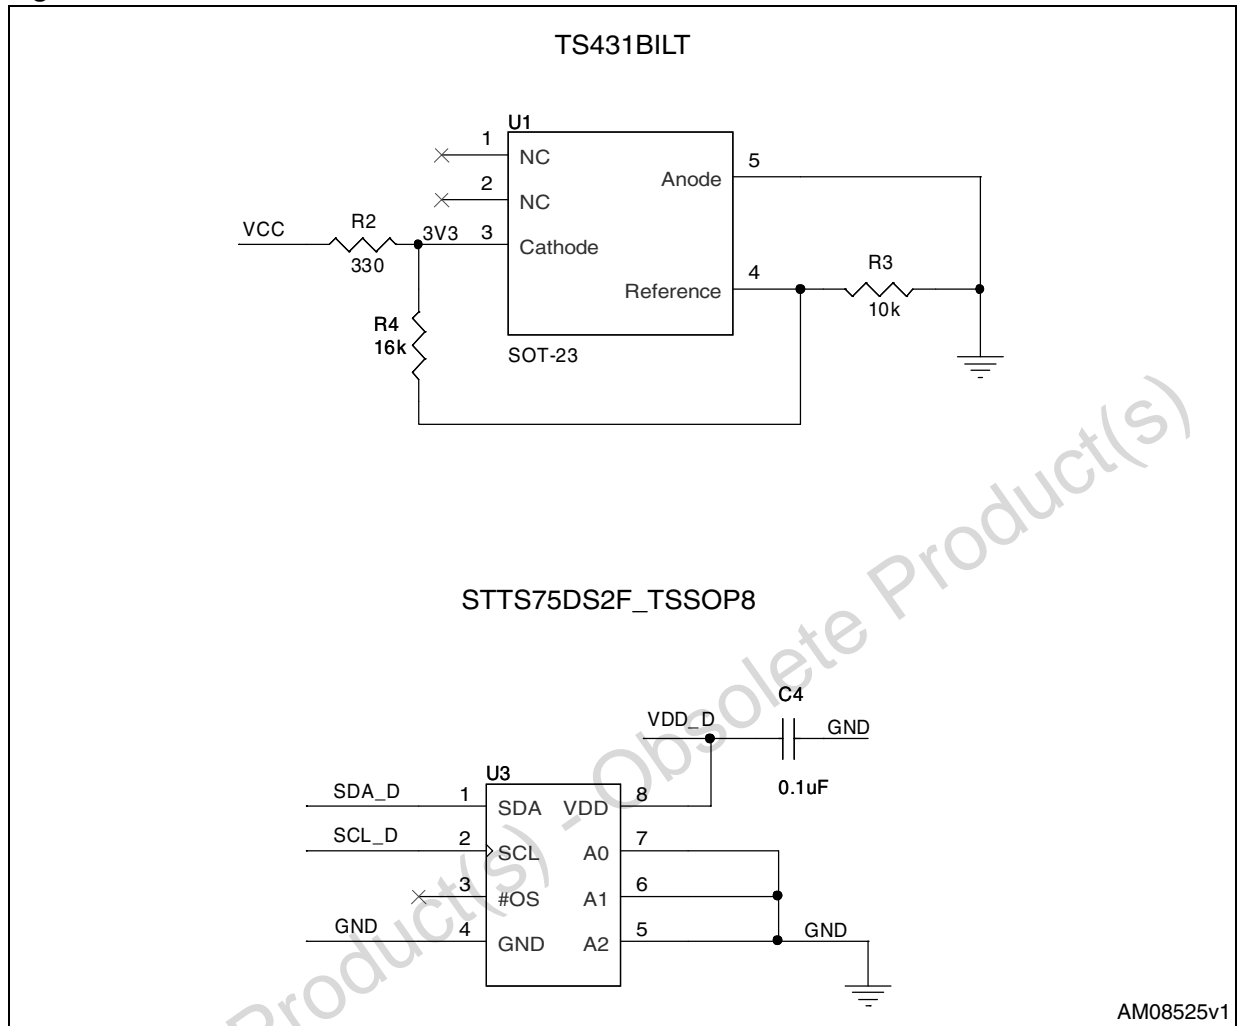 TS431BILT
U1
1
NC
2
NC
VCC
R2
330
3V3
3
Cathode
Anode
5
Reference
4
R3
10k
R4
16k
SOT-23
STTS75DS2F_TSSOP8
C4
VDD_D
GND
0.1uF
U3
SDA_D 1 SDA VDD 8
SCL_D 2 SCL A0 7
3 #OS A1 6
GND 4 GND A2 5 GND
Product(s) - Obsolete Product(s)
AM08525v1